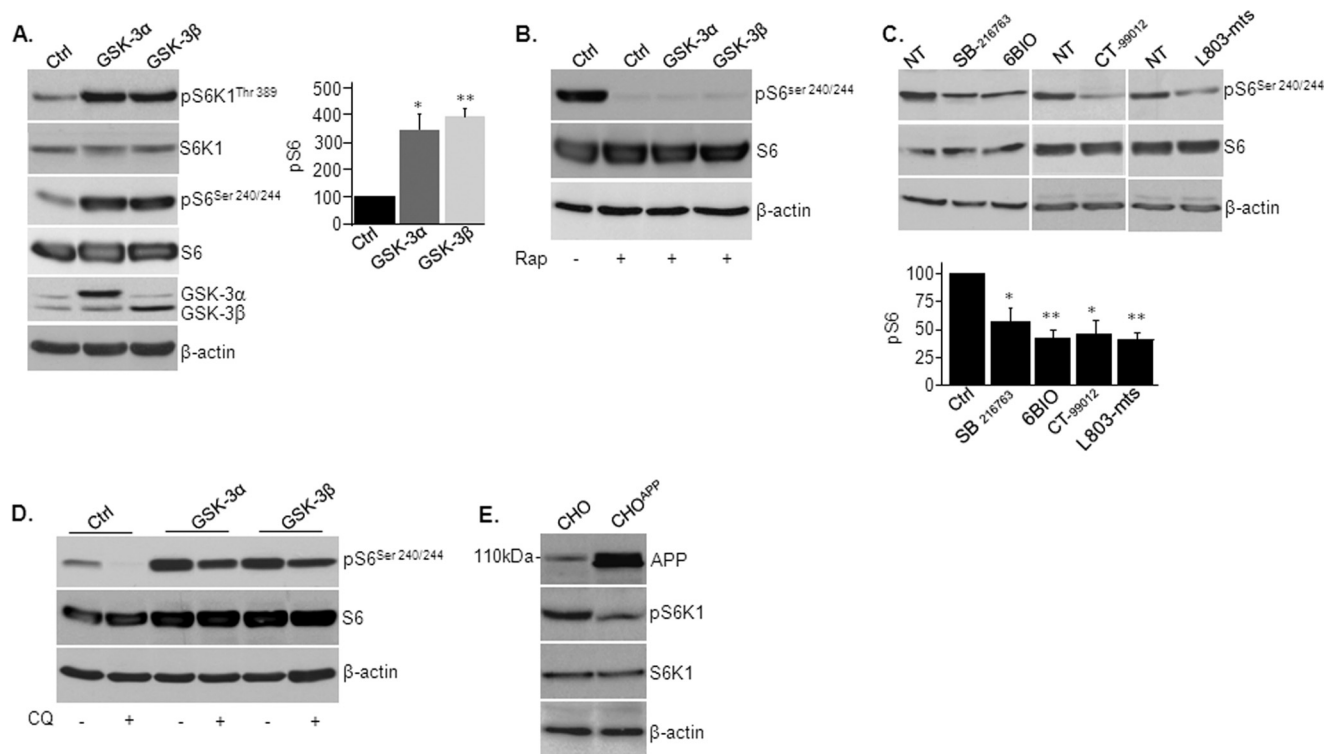 A.
Ctrl
GSK-3α
GSK-3β
pS6K1Thr 389
S6K1
pS6Ser 240/244
S6
GSK-3α
GSK-3β
β-actin
pS6
500
400
300
200
100
0
*
**
Ctrl
GSK-3α
GSK-3β
B.
Ctrl
Ctrl
GSK-3α
GSK-3β
pS6ser 240/244
S6
β-actin
Rap - + + +
C.
NT
SB-216763
6BIO
NT
CT-99012
NT
L803-mts
pS6Ser 240/244
S6
β-actin
pS6
100
75
50
25
0
*
**
*
**
Ctrl
SB 216763
6BIO
CT-99012
L803-mts
D.
Ctrl
GSK-3α
GSK-3β
pS6Ser 240/244
S6
β-actin
CQ - + - + - +
E.
CHO
CHOAPP
110kDa-
APP
pS6K1
S6K1
β-actin